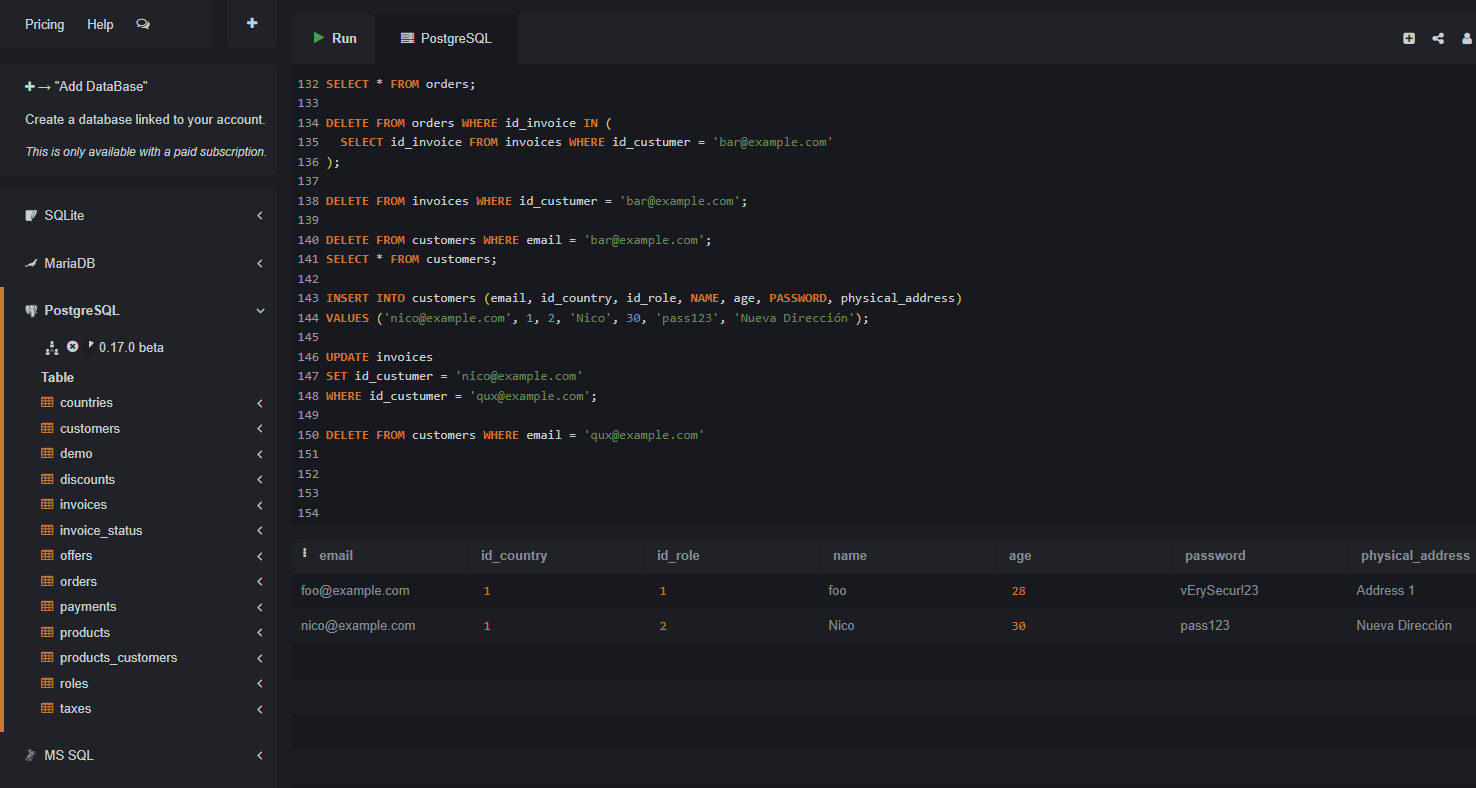 Pricing Help
Run PostgreSQL
"Add DataBase"
Create a database linked to your account.
This is only available with a paid subscription.
SQLite
MariaDB
PostgreSQL
0.17.0 beta
Table
countries
customers
demo
discounts
invoices
invoice_status
offers
orders
payments
products
products_customers
roles
taxes
MS SQL
132 SELECT * FROM orders;
133
134 DELETE FROM orders WHERE id_invoice IN (
135 SELECT id_invoice FROM invoices WHERE id_custumer = 'bar@example.com'
136 );
137
138 DELETE FROM invoices WHERE id_custumer = 'bar@example.com';
139
140 DELETE FROM customers WHERE email = 'bar@example.com';
141 SELECT * FROM customers;
142
143 INSERT INTO customers (email, id_country, id_role, NAME, age, PASSWORD, physical_address)
144 VALUES ('nico@example.com', 1, 2, 'Nico', 30, 'pass123', 'Nueva Dirección');
145
146 UPDATE invoices
147 SET id_custumer = 'nico@example.com'
148 WHERE id_custumer = 'qux@example.com';
149
150 DELETE FROM customers WHERE email = 'qux@example.com'
151
152
153
154
email id_country id_role name age password physical_address
foo@example.com 1 1 foo 28 vErySecur!23 Address 1
nico@example.com 1 2 Nico 30 pass123 Nueva Dirección